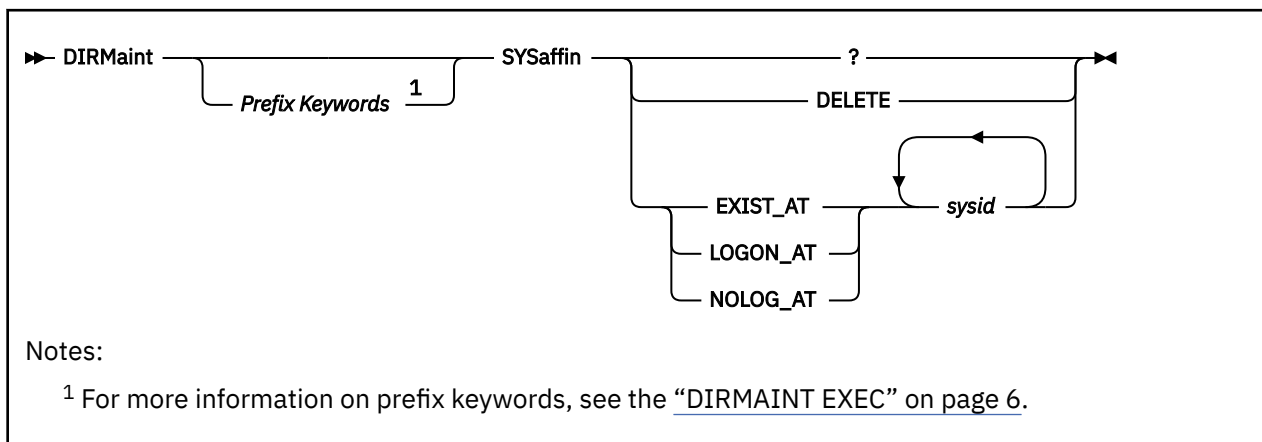 DIRMaint SYSaffin ?
Prefix Keywords 1
DELETE
EXIST_AT sysid
LOGON_AT
NOLOG_AT
Notes:
1 For more information on prefix keywords, see the “DIRMAINT EXEC” on page 6.